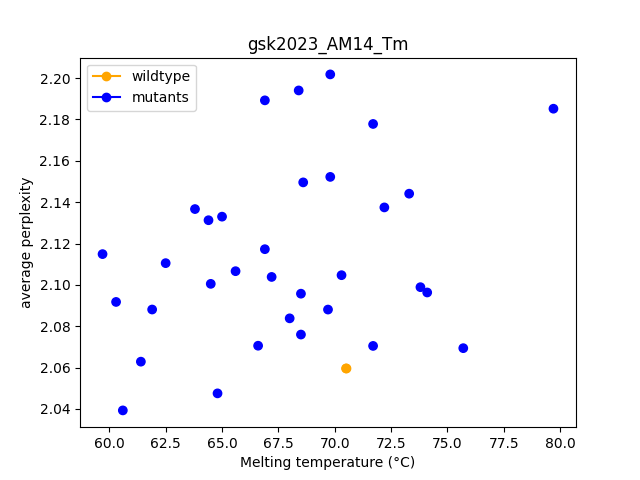 gsk2023_AM14_Tm
wildtype
mutants
2.20
2.18
2.16
2.14
2.12
2.10
2.08
2.06
2.04
average perplexity
60.0 62.5 65.0 67.5 70.0 72.5 75.0 77.5 80.0
Melting temperature (°C)